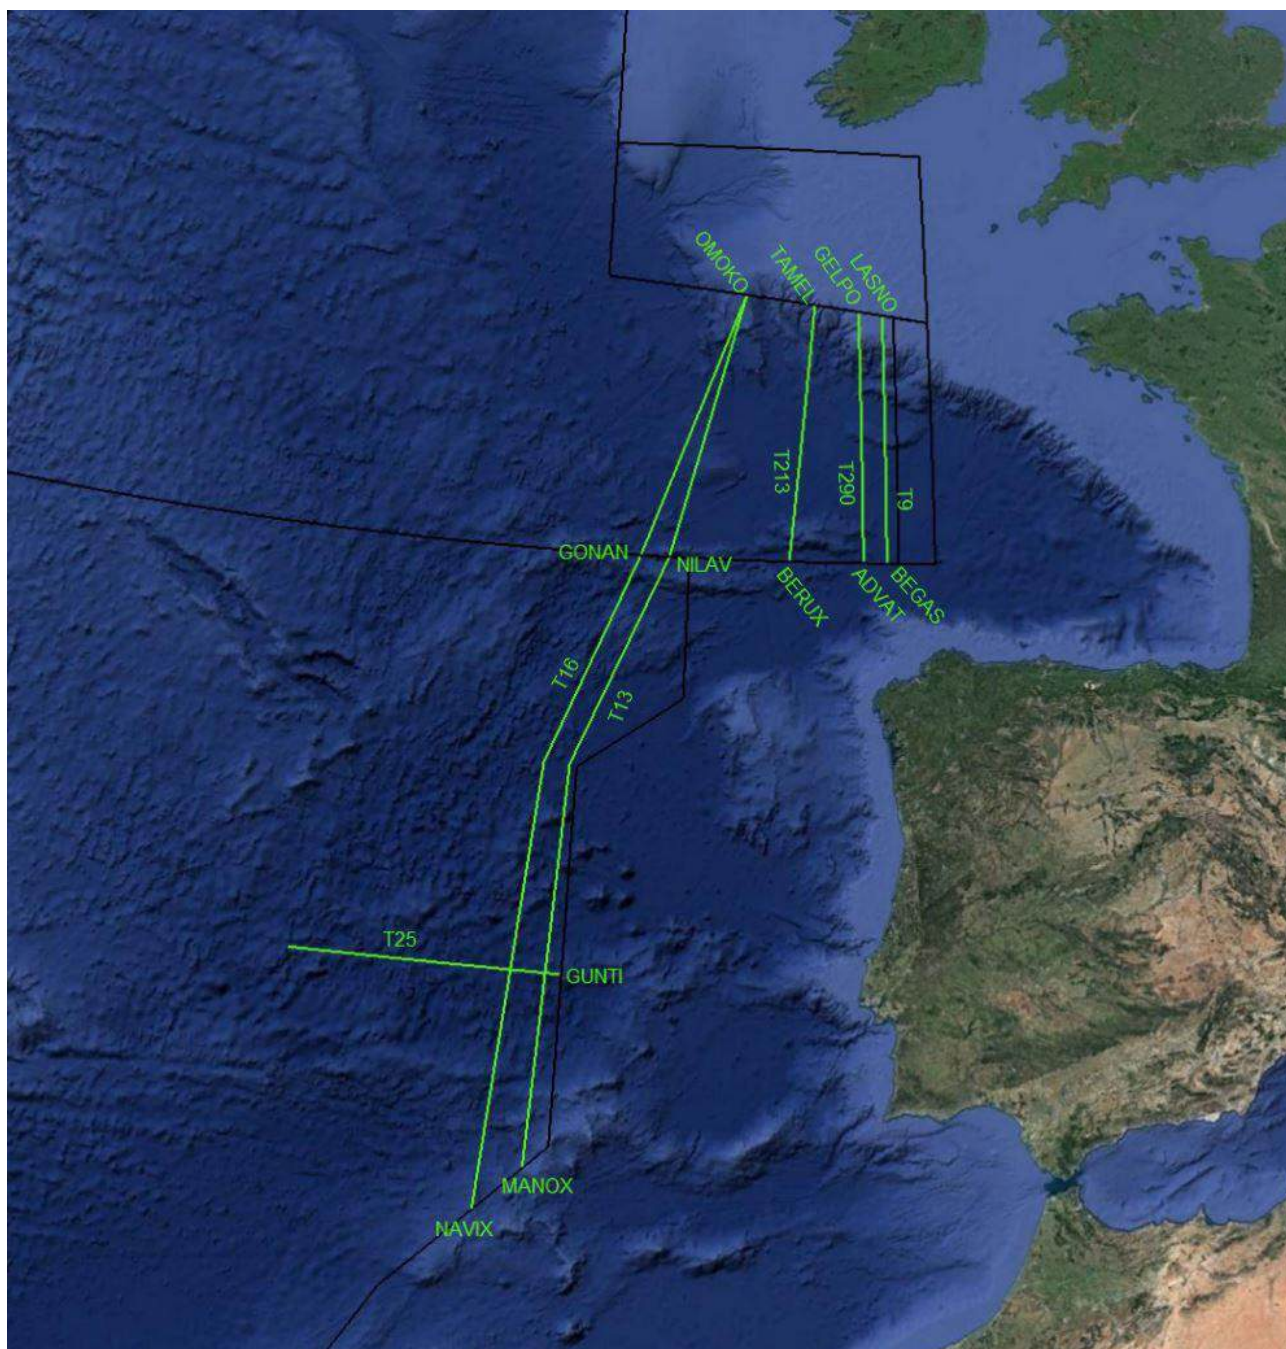 OMOKO
TAMEL
GELPO
LASNO
T213
T290
T9
GONAN
NILAV
BERUX
ADVAT
BEGAS
T16
T13
T25
GUNTI
MANOX
NAVIX